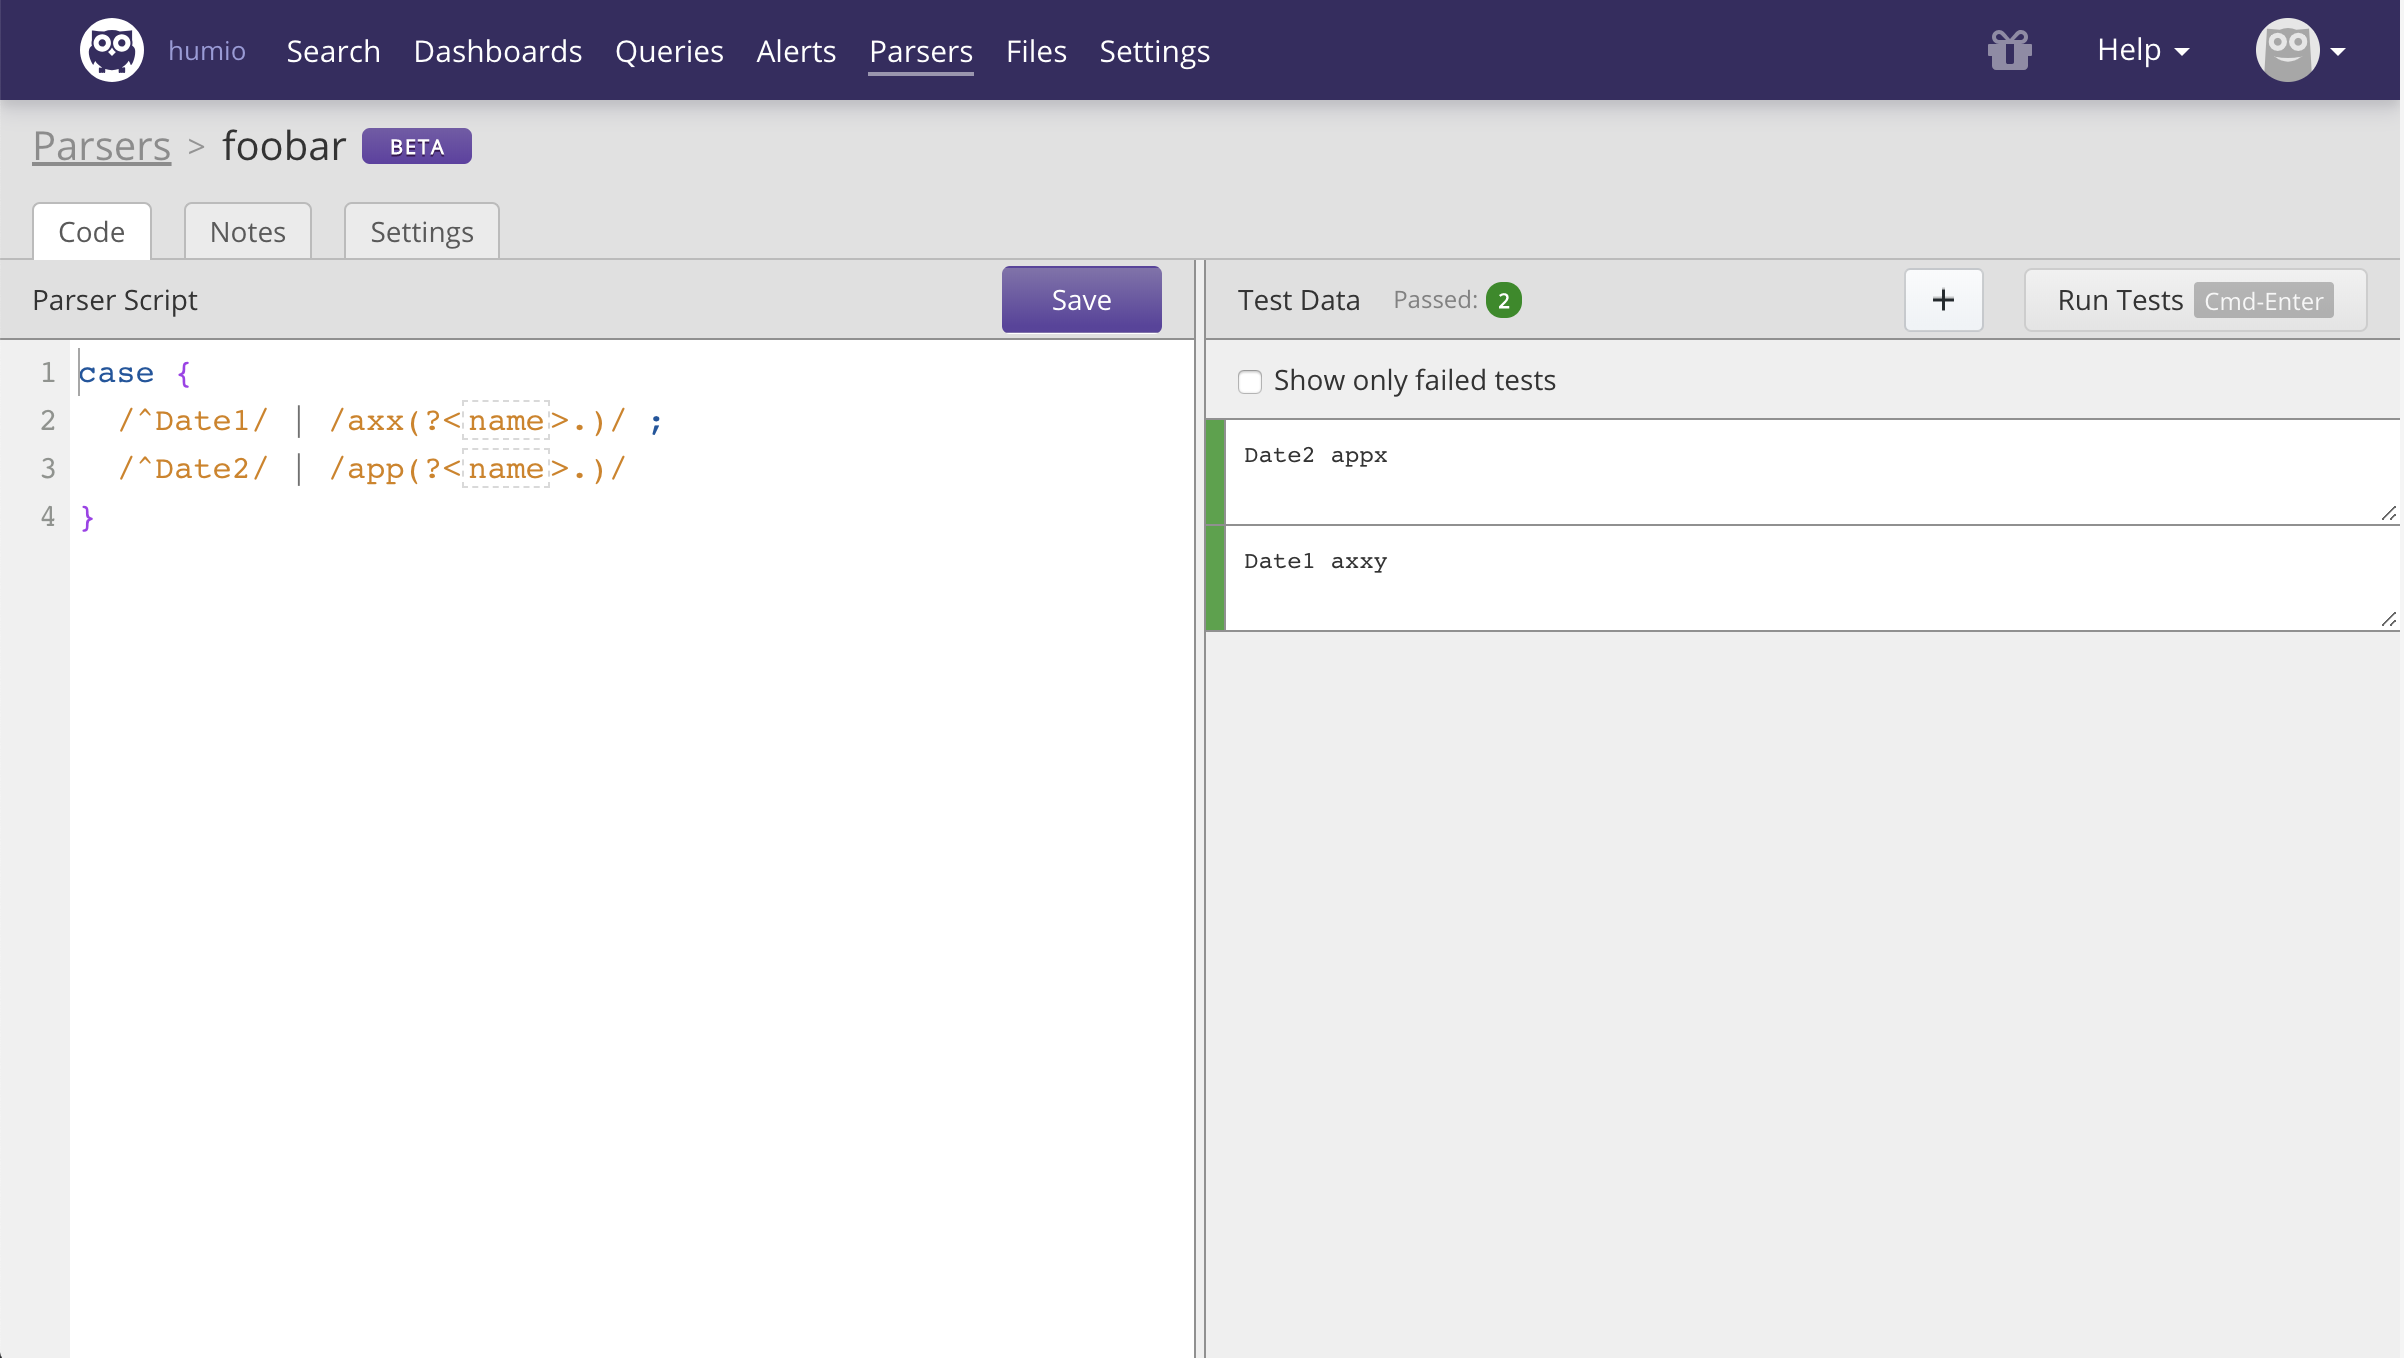 humio Search Dashboards Queries Alerts Parsers Files Settings Help
Parsers > foobar BETA
Code Notes Settings
Parser Script Save
1 case {
2 /^Date1/ | /axx(?<name>.)/ ;
3 /^Date2/ | /app(?<name>.)/
4 }
Test Data Passed: 2 + Run Tests Cmd-Enter
Show only failed tests
Date2 appx
Date1 axxy